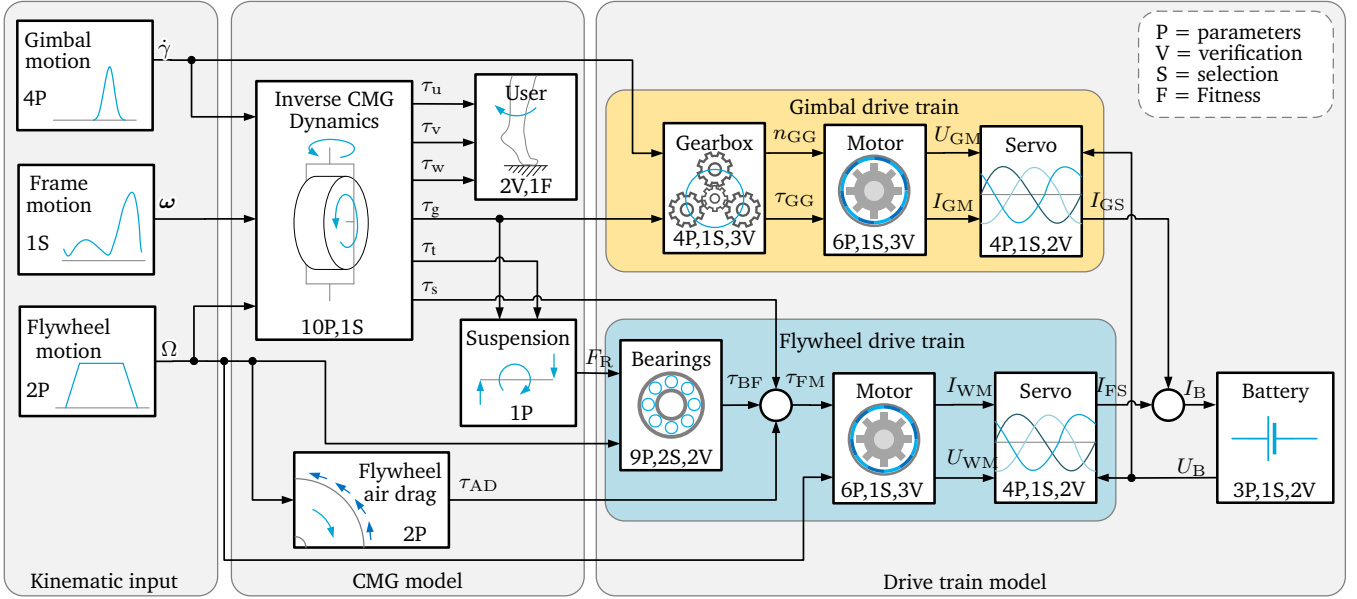 Gimbal
motion
4P
γ̇
Frame
motion
1S
ω
Flywheel
motion
2P
Ω
Kinematic input
Inverse CMG
Dynamics
10P,1S
τu
τv
τw
τg
τt
τs
User
2V,1F
Suspension
1P
FR
Flywheel
air drag
2P
τAD
CMG model
P = parameters
V = verification
S = selection
F = Fitness
Gimbal drive train
Gearbox
4P,1S,3V
nGG
τGG
Motor
6P,1S,3V
UGM
IGM
Servo
4P,1S,2V
IGS
Flywheel drive train
Bearings
9P,2S,2V
τBF
τFM
Motor
6P,1S,3V
IWM
UWM
Servo
4P,1S,2V
IFS
IB
UB
Battery
3P,1S,2V
Drive train model